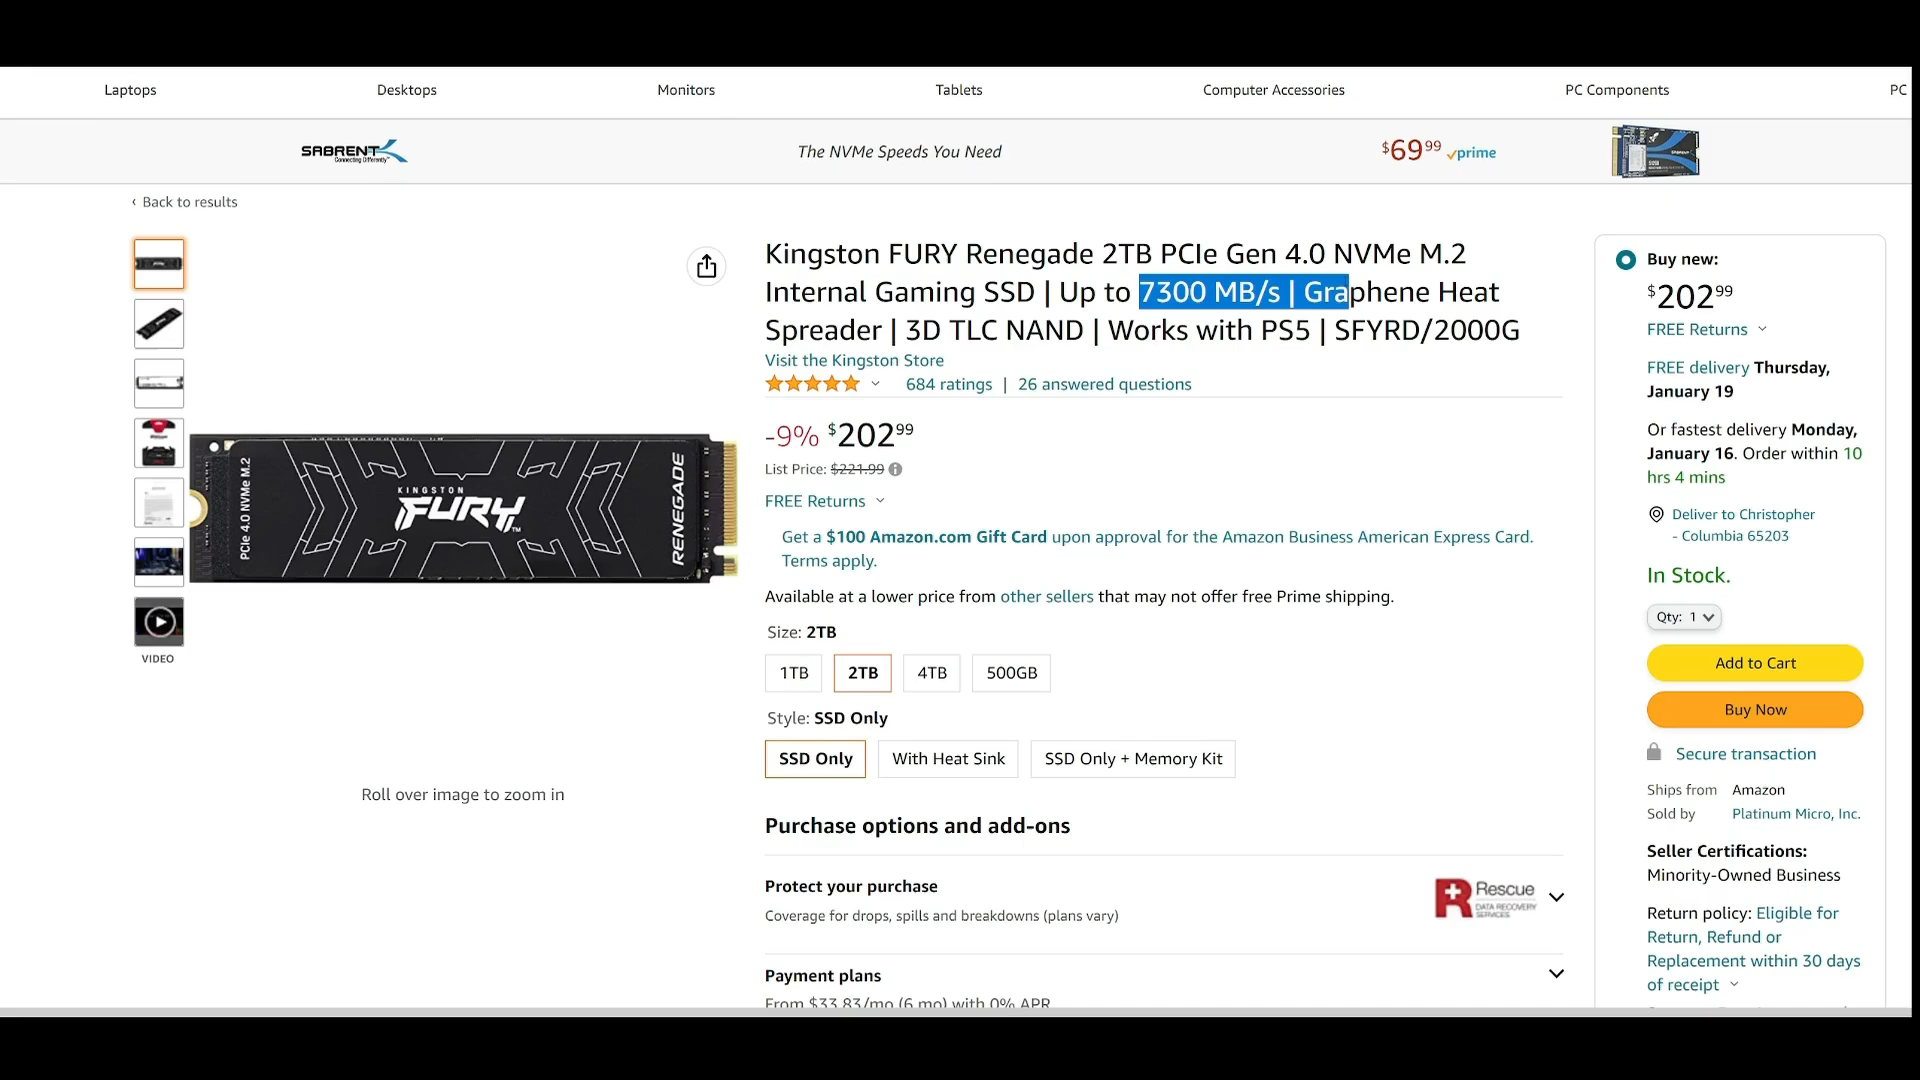 Laptops
Desktops
Monitors
Tablets
Computer Accessories
PC Components
PC
SABRENT
Connecting Differently™
The NVMe Speeds You Need
$69 99 prime
‹ Back to results
VIDEO
PCIe 4.0 NVMe M.2
KINGSTON
FURY™
RENEGADE
Roll over image to zoom in
Kingston FURY Renegade 2TB PCIe Gen 4.0 NVMe M.2
Internal Gaming SSD | Up to 7300 MB/s | Graphene Heat
Spreader | 3D TLC NAND | Works with PS5 | SFYRD/2000G
Visit the Kingston Store
684 ratings | 26 answered questions
-9% $202 99
List Price: $221.99
FREE Returns
Get a $100 Amazon.com Gift Card upon approval for the Amazon Business American Express Card.
Terms apply.
Available at a lower price from other sellers that may not offer free Prime shipping.
Size: 2TB
1TB
2TB
4TB
500GB
Style: SSD Only
SSD Only
With Heat Sink
SSD Only + Memory Kit
Purchase options and add-ons
Protect your purchase
Coverage for drops, spills and breakdowns (plans vary)
Rescue
DATA RECOVERY
SERVICES
Payment plans
From $33.83/mo (6 mo) with 0% APR
Buy new:
$202 99
FREE Returns
FREE delivery Thursday,
January 19
Or fastest delivery Monday,
January 16. Order within 10
hrs 4 mins
Deliver to Christopher
- Columbia 65203
In Stock.
Qty: 1
Add to Cart
Buy Now
Secure transaction
Ships from Amazon
Sold by Platinum Micro, Inc.
Seller Certifications:
Minority-Owned Business
Return policy: Eligible for
Return, Refund or
Replacement within 30 days
of receipt